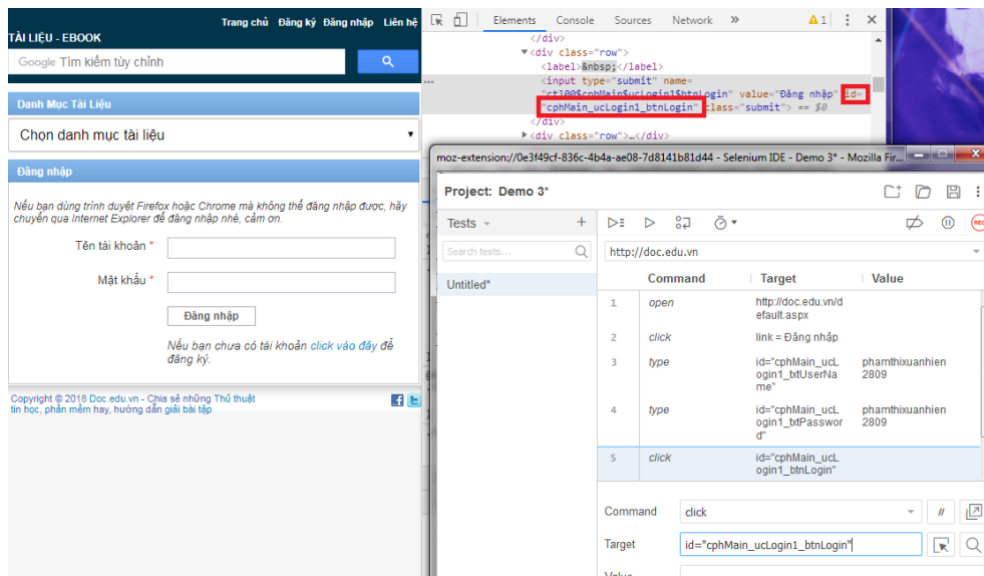 Trang chủ Đăng ký Đăng nhập Liên hệ
TÀI LIỆU - EBOOK
Google Tìm kiếm tùy chỉnh
Danh Mục Tài Liệu
Chọn danh mục tài liệu
Đăng nhập
Nếu bạn dùng trình duyệt Firefox hoặc Chrome mà không thể đăng nhập được, hãy
chuyển qua Internet Explorer để đăng nhập nhé, cảm ơn.
Tên tài khoản *
Mật khẩu *
Đăng nhập
Nếu bạn chưa có tài khoản click vào đây để
đăng ký.
Copyright © 2018 Doc.edu.vn - Chia sẻ những Thủ thuật
tin học, phần mềm hay, hướng dẫn giải bài tập
Elements Console Sources Network » 1
</div>
▼<div class="row">
<label>&nbsp;</label>
<input type="submit" name=
"ctl00$cphMain$ucLogin1$btnLogin" value="Đăng nhập" id=
"cphMain_ucLogin1_btnLogin" class="submit"> == $0
</div>
▶<div class="row">…</div>
moz-extension://0e3f49cf-836c-4b4a-ae08-7d8141b81d44 - Selenium IDE - Demo 3* - Mozilla Fir...
Project: Demo 3*
Tests +
REC
Search tests...
http://doc.edu.vn
Untitled*
Command Target Value
1 open http://doc.edu.vn/d
efault.aspx
2 click link = Đăng nhập
3 type id="cphMain_ucL phamthixuanhien
ogin1_txtUserNa 2809
me"
4 type id="cphMain_ucL phamthixuanhien
ogin1_txtPasswor 2809
d"
5 click id="cphMain_ucL
ogin1_btnLogin"
Command click //
Target id="cphMain_ucLogin1_btnLogin"
Value